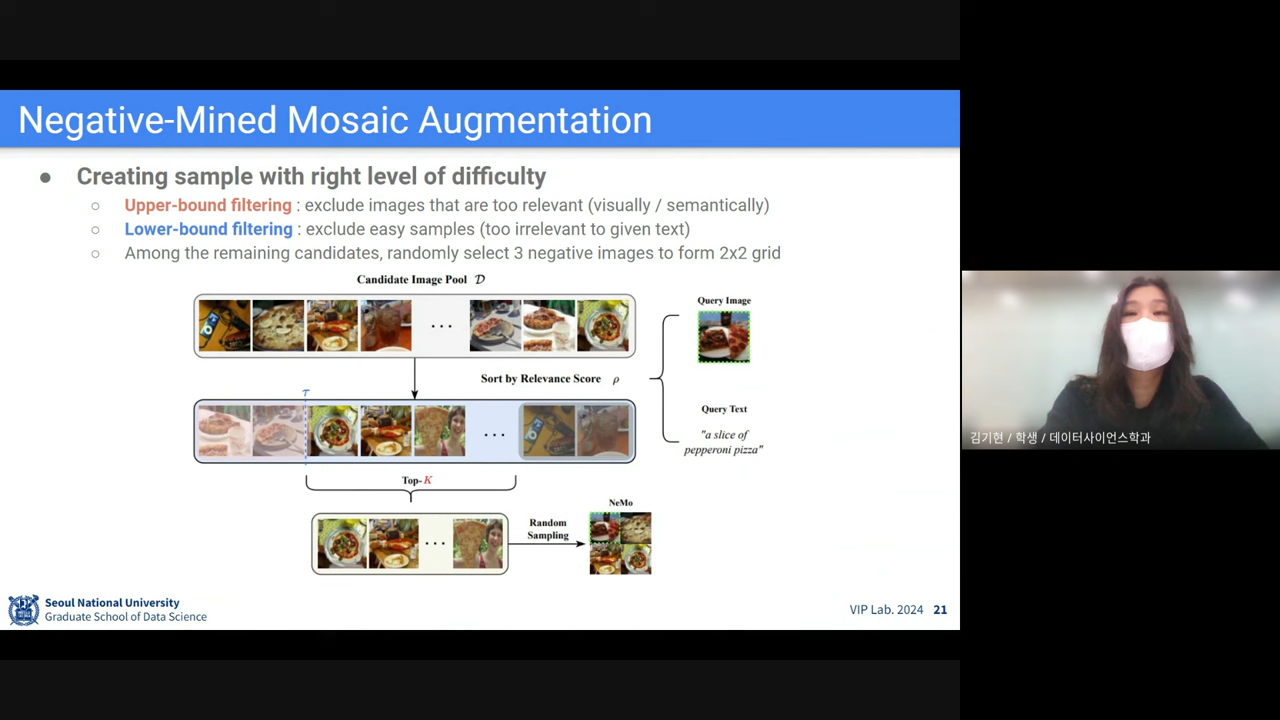 Negative-Mined Mosaic Augmentation
● Creating sample with right level of difficulty
○ Upper-bound filtering : exclude images that are too relevant (visually / semantically)
○ Lower-bound filtering : exclude easy samples (too irrelevant to given text)
○ Among the remaining candidates, randomly select 3 negative images to form 2x2 grid
Candidate Image Pool 𝒟
Query Image
Sort by Relevance Score ρ
τ
Query Text
"a slice of
pepperoni pizza"
Top-K
NeMo
Random
Sampling
Seoul National University
Graduate School of Data Science
VIP Lab. 2024 21
김기현 / 학생 / 데이터사이언스학과